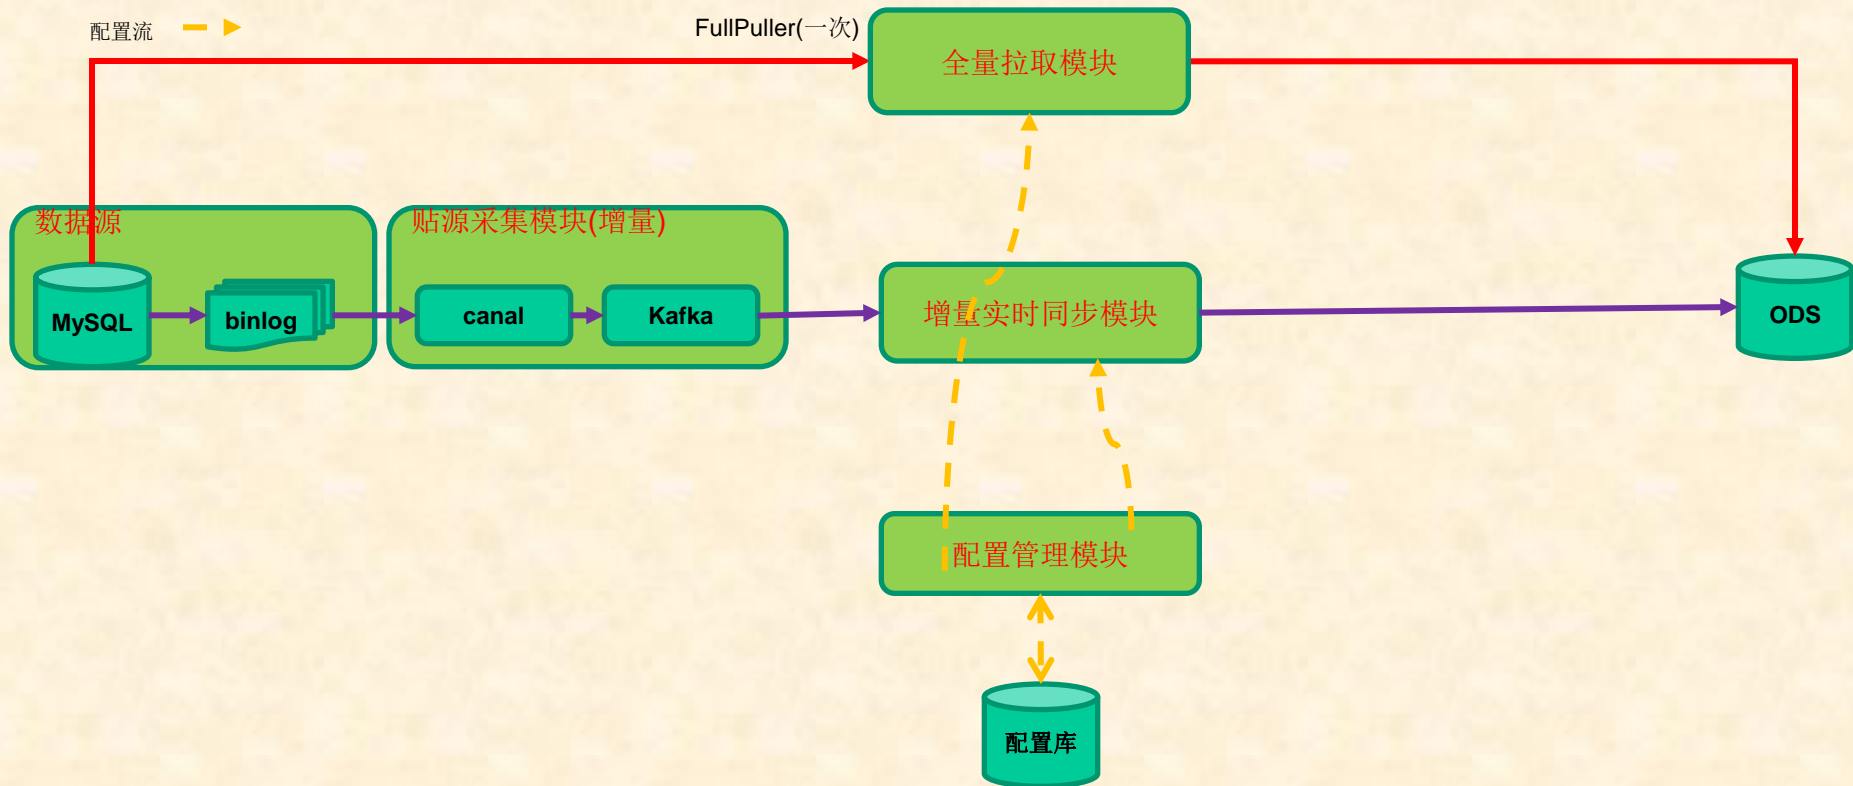 配置流
FullPuller(一次)
全量拉取模块
数据源
贴源采集模块(增量)
MySQL
binlog
canal
Kafka
增量实时同步模块
ODS
配置管理模块
配置库